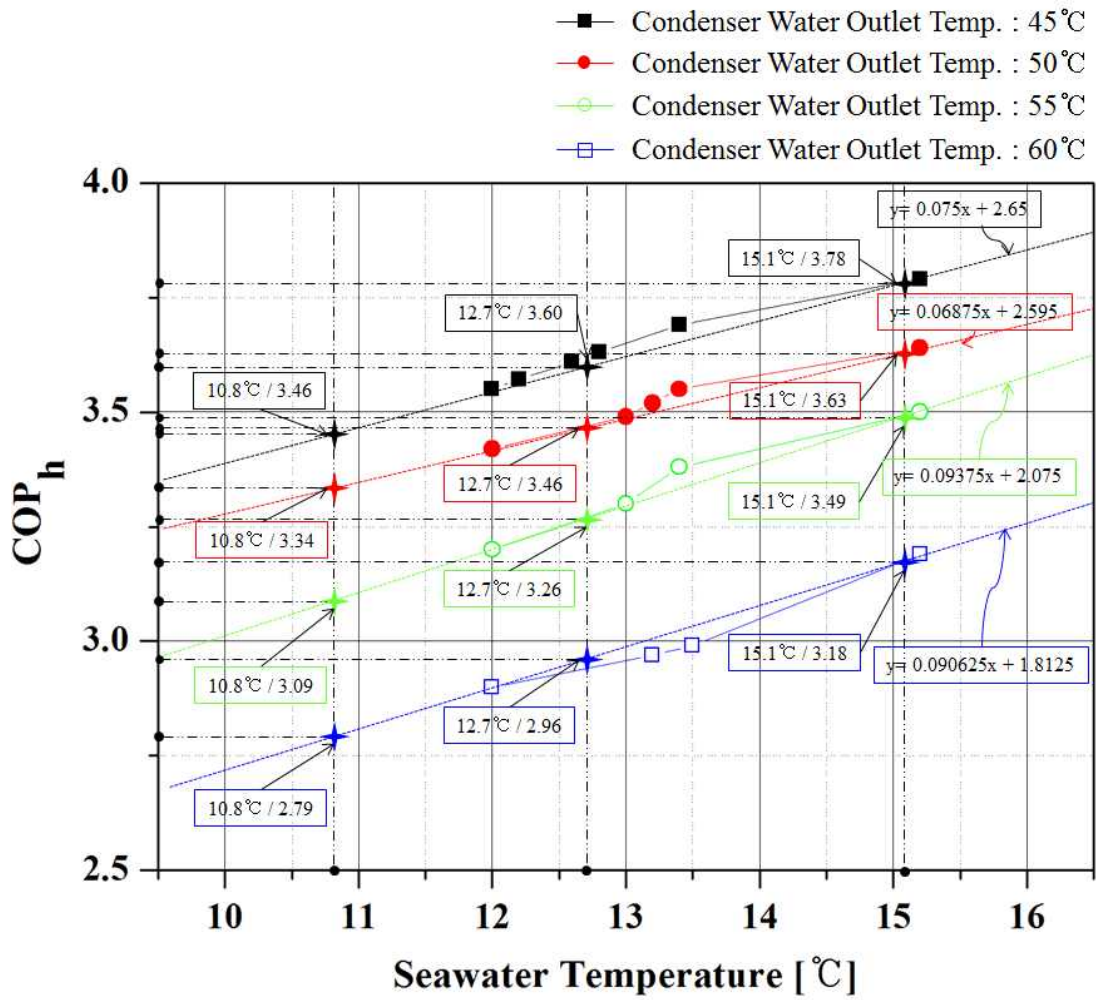 Condenser Water Outlet Temp. : 45℃
Condenser Water Outlet Temp. : 50℃
Condenser Water Outlet Temp. : 55℃
Condenser Water Outlet Temp. : 60℃
4.0
y= 0.075x + 2.65
15.1℃ / 3.78
12.7℃ / 3.60
y= 0.06875x + 2.595
10.8℃ / 3.46
3.5
15.1℃ / 3.63
12.7℃ / 3.46
y= 0.09375x + 2.075
15.1℃ / 3.49
10.8℃ / 3.34
12.7℃ / 3.26
COPh
3.0
15.1℃ / 3.18
y= 0.090625x + 1.8125
10.8℃ / 3.09
12.7℃ / 2.96
10.8℃ / 2.79
2.5
10 11 12 13 14 15 16
Seawater Temperature [℃]